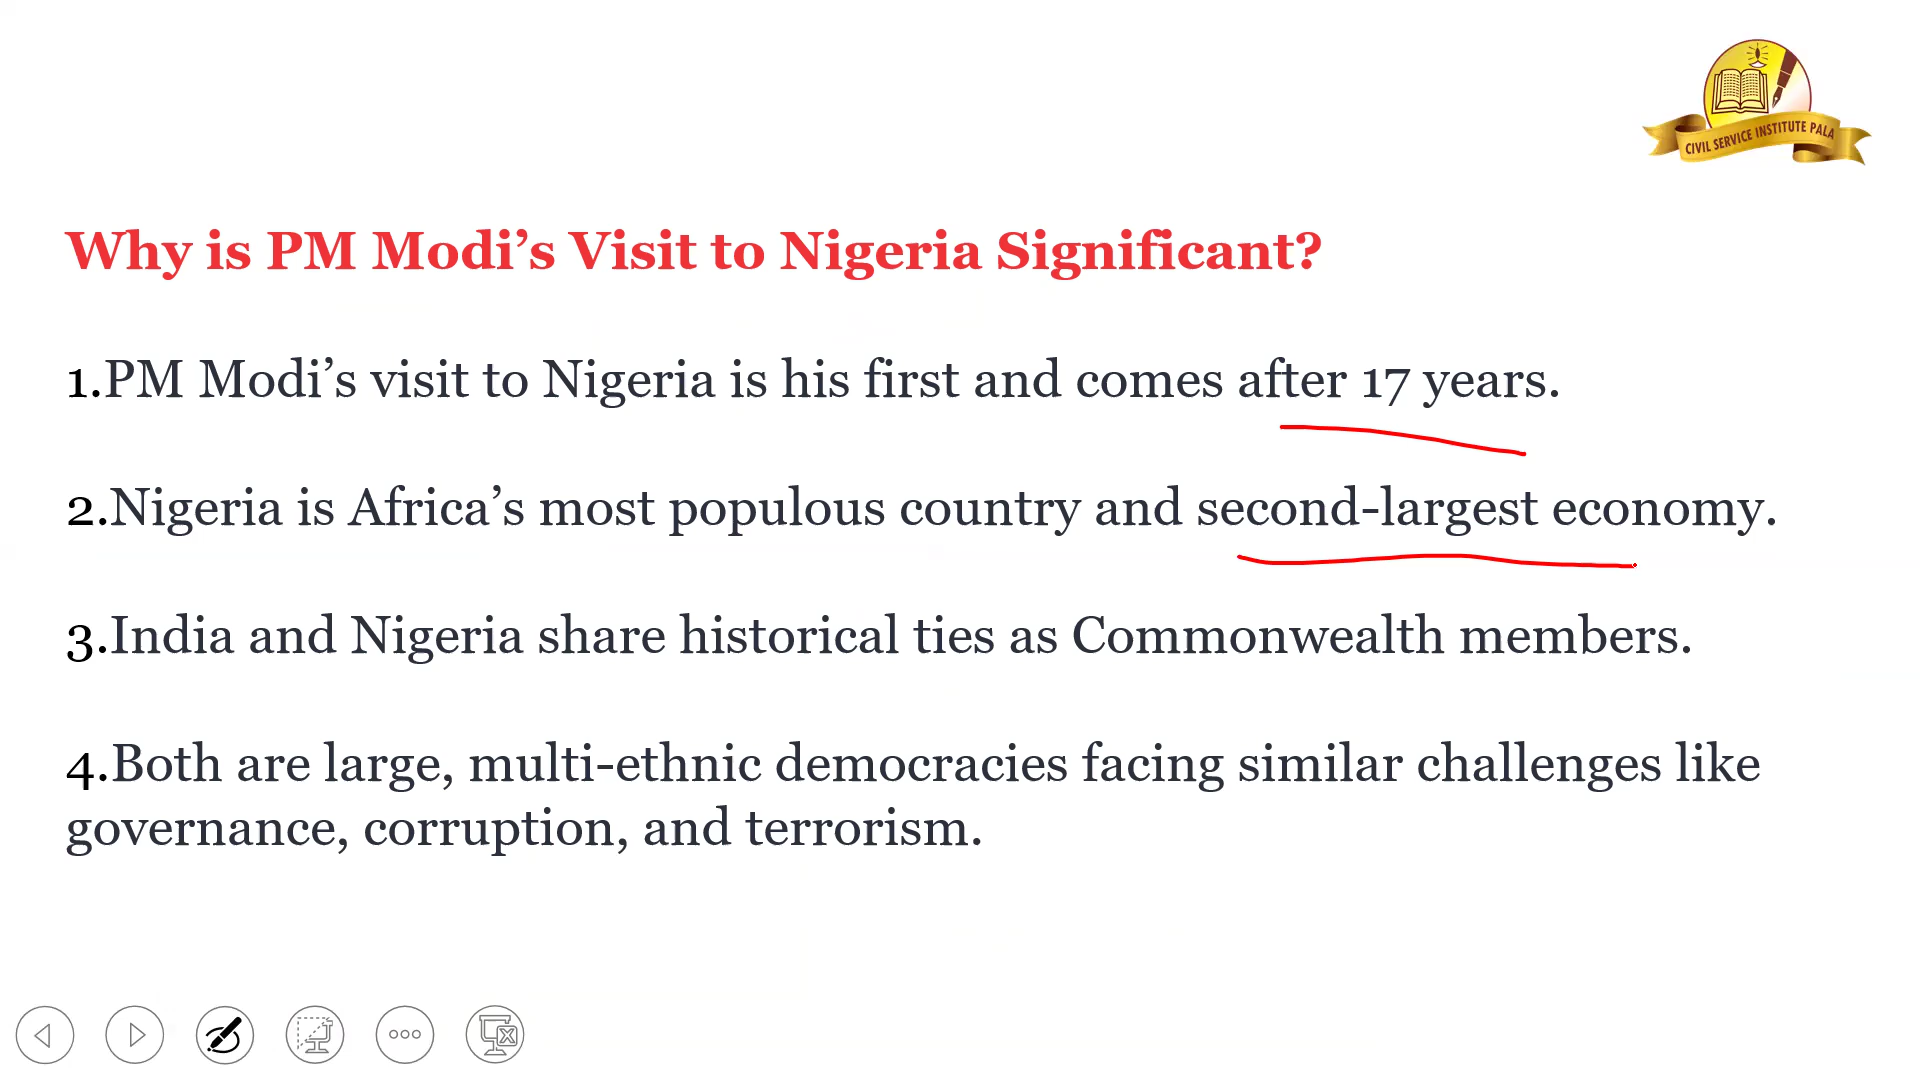 CIVIL SERVICE INSTITUTE PALA
Why is PM Modi’s Visit to Nigeria Significant?
1.PM Modi’s visit to Nigeria is his first and comes after 17 years.
2.Nigeria is Africa’s most populous country and second-largest economy.
3.India and Nigeria share historical ties as Commonwealth members.
4.Both are large, multi-ethnic democracies facing similar challenges like
governance, corruption, and terrorism.